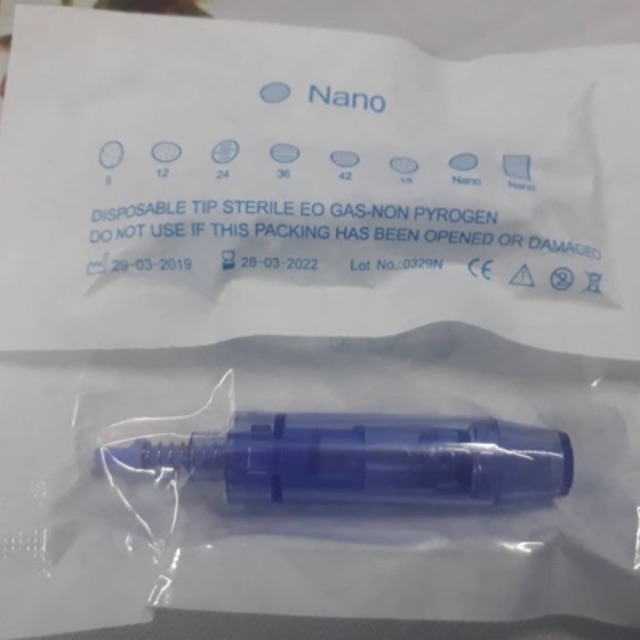 Nano
9 12 24 36 42 Nano Nano
DISPOSABLE TIP STERILE EO GAS-NON PYROGEN
DO NOT USE IF THIS PACKING HAS BEEN OPENED OR DAMAGED
29-03-2019 28-03-2022 Lot No.:0329N CE